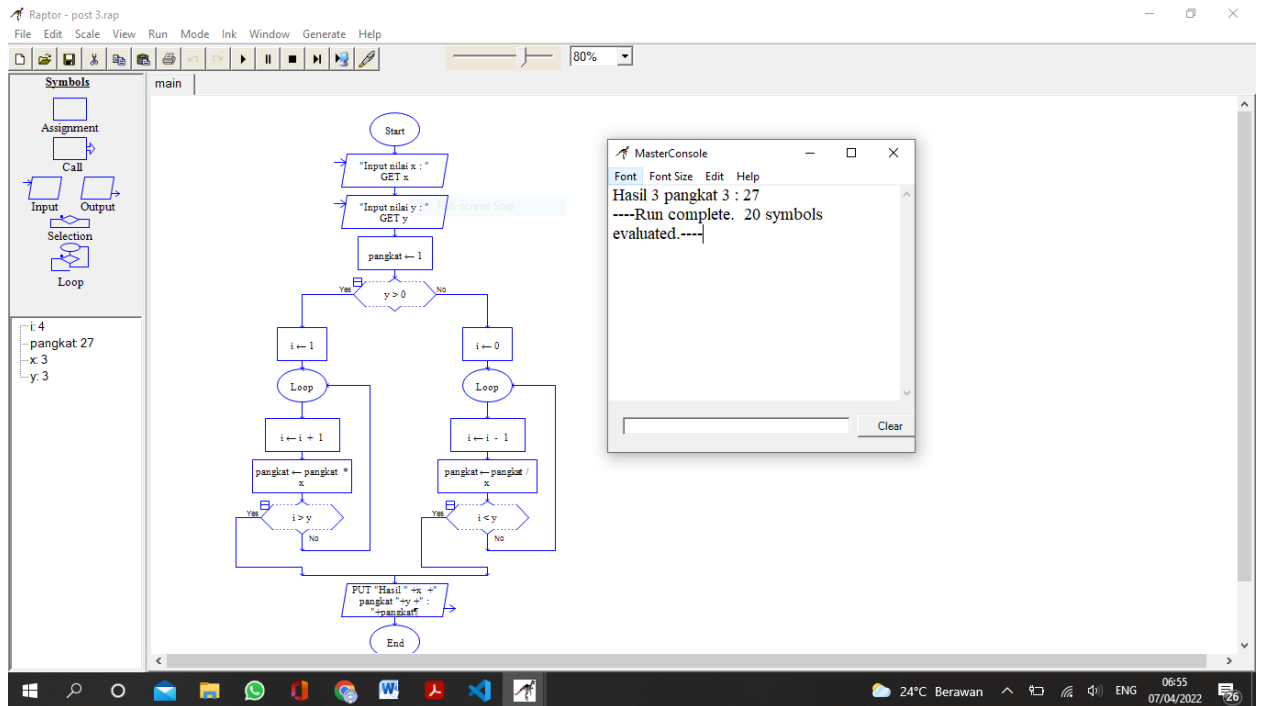 Raptor - post 3.rap
File Edit Scale View Run Mode Ink Window Generate Help
80%
Symbols
Assignment
Call
Input Output
Selection
Loop
i: 4
pangkat: 27
x: 3
y: 3
main
Start
"Input nilai x : "
GET x
"Input nilai y : "
GET y
Full-screen Snip
pangkat ← 1
Yes
y > 0
No
i ← 1
Loop
i ← i + 1
pangkat ← pangkat *
x
Yes
i > y
No
i ← 0
Loop
i ← i - 1
pangkat ← pangkat /
x
Yes
i < y
No
PUT "Hasil " +x +"
pangkat "+y +" :
"+pangkat¶
End
MasterConsole
Font Font Size Edit Help
Hasil 3 pangkat 3 : 27
----Run complete. 20 symbols
evaluated.----
Clear
24°C Berawan
ENG
06:55
07/04/2022
26